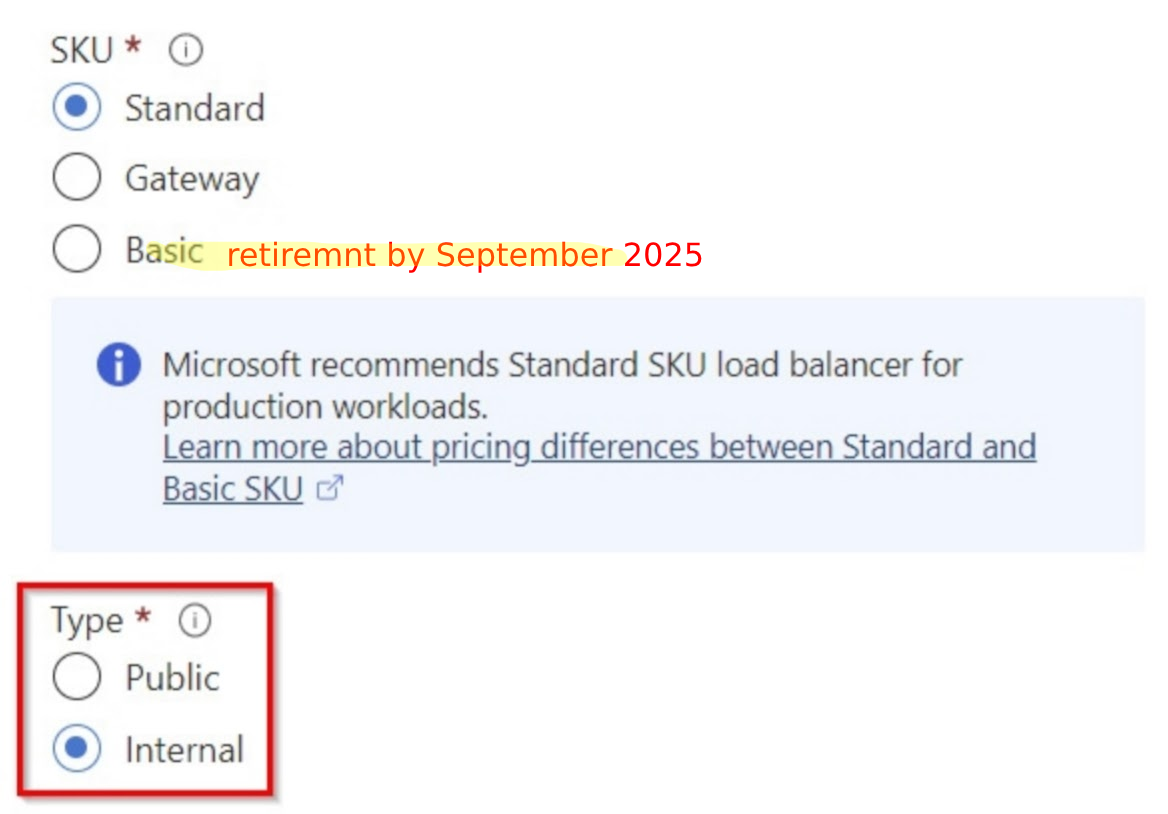 SKU *
Standard
Gateway
Basic retiremnt by September 2025
Microsoft recommends Standard SKU load balancer for
production workloads.
Learn more about pricing differences between Standard and
Basic SKU
Type *
Public
Internal